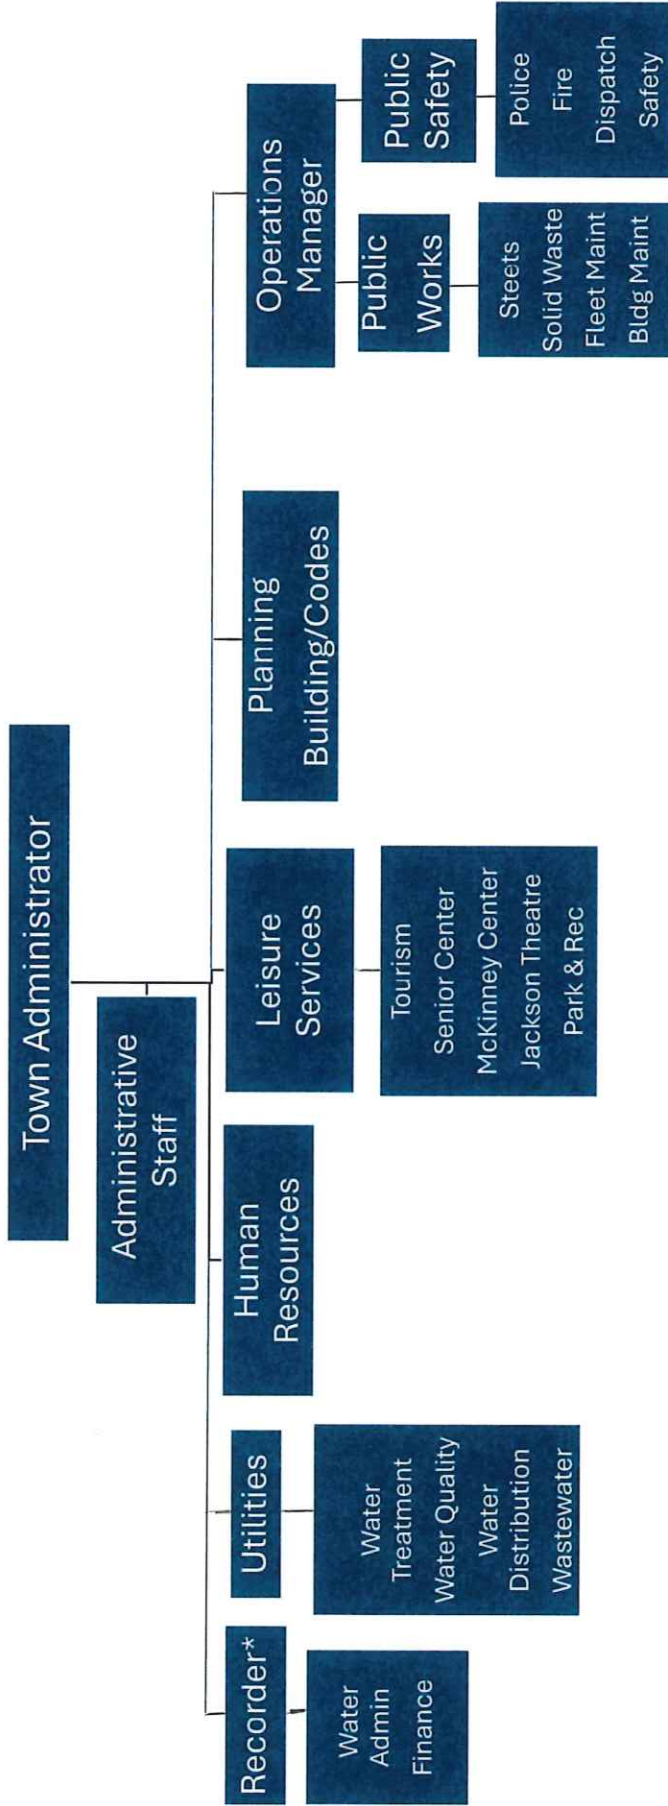 Town Administrator
Administrative
Staff
Recorder*
Water
Admin
Finance
Utilities
Water
Treatment
Water Quality
Water
Distribution
Wastewater
Human
Resources
Leisure
Services
Tourism
Senior Center
McKinney Center
Jackson Theatre
Park & Rec
Planning
Building/Codes
Operations
Manager
Public
Works
Steets
Solid Waste
Fleet Maint
Bldg Maint
Public
Safety
Police
Fire
Dispatch
Safety